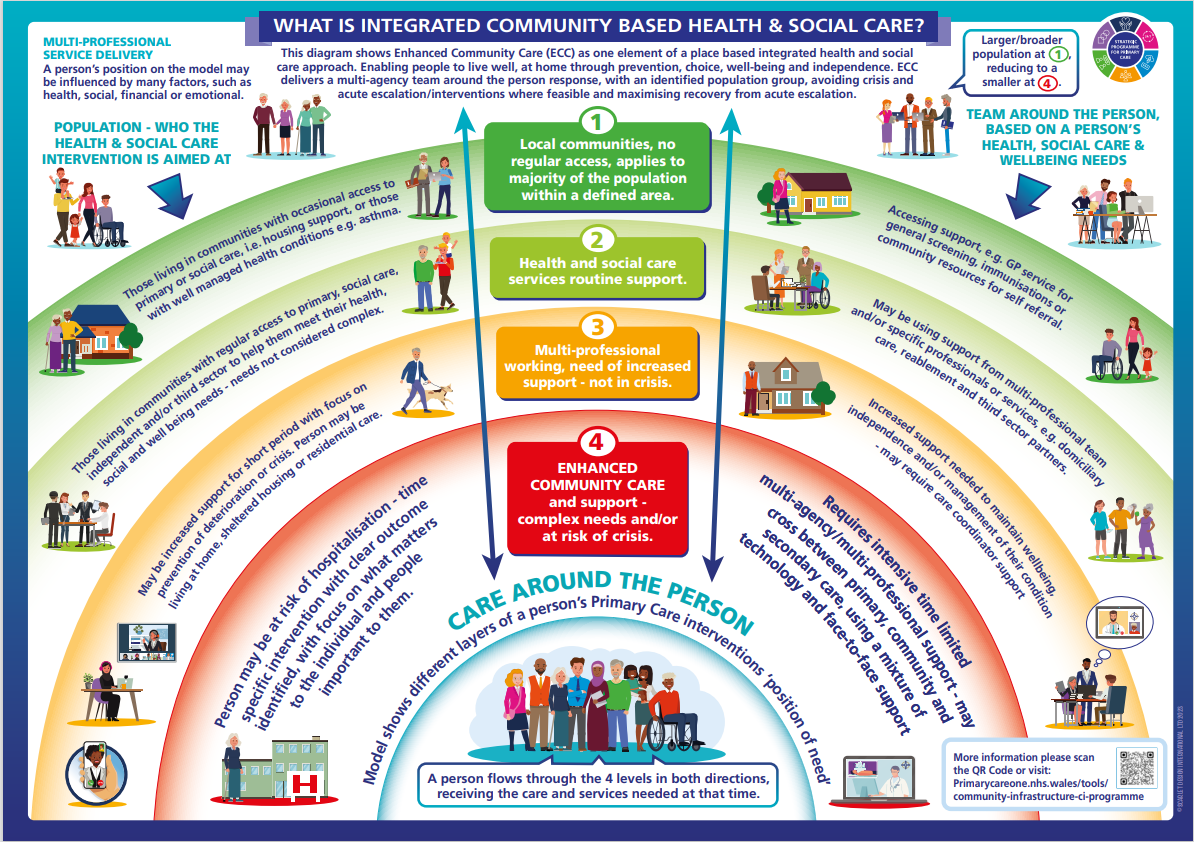 WHAT IS INTEGRATED COMMUNITY BASED HEALTH & SOCIAL CARE?
This diagram shows Enhanced Community Care (ECC) as one element of a place based integrated health and social
care approach. Enabling people to live well, at home through prevention, choice, well-being and independence. ECC
delivers a multi-agency team around the person response, with an identified population group, avoiding crisis and
acute escalation/interventions where feasible and maximising recovery from acute escalation.
MULTI-PROFESSIONAL
SERVICE DELIVERY
A person's position on the model may
be influenced by many factors, such as
health, social, financial or emotional.
Larger/broader
population at 1,
reducing to a
smaller at 4.
STRATEGIC
PROGRAMME
FOR PRIMARY
CARE
POPULATION - WHO THE
HEALTH & SOCIAL CARE
INTERVENTION IS AIMED AT
TEAM AROUND THE PERSON,
BASED ON A PERSON'S
HEALTH, SOCIAL CARE &
WELLBEING NEEDS
1
Local communities, no
regular access, applies to
majority of the population
within a defined area.
Those living in communities with occasional access to
primary or social care, i.e. housing support, or those
with well managed health conditions e.g. asthma.
Accessing support, e.g. GP service for
general screening, immunisations or
community resources for self referral.
2
Health and social care
services routine support.
Those living in communities with regular access to primary, social care,
independent and/or third sector to help them meet their health,
social and well being needs - needs not considered complex.
May be using support from multi-professional team
and/or specific professionals or services, e.g. domiciliary
care, reablement and third sector partners.
3
Multi-professional
working, need of increased
support - not in crisis.
May be increased support for short period with focus on
prevention of deterioration or crisis. Person may be
living at home, sheltered housing or residential care.
Increased support needed to maintain wellbeing,
independence and/or management of their condition
- may require care coordinator support
4
ENHANCED
COMMUNITY CARE
and support -
complex needs and/or
at risk of crisis.
Person may be at risk of hospitalisation - time
specific intervention with clear outcome
identified, with focus on what matters
to the individual and people
important to them.
Requires intensive time limited
multi-agency/multi-professional support - may
cross between primary, community and
secondary care, using a mixture of
technology and face-to-face support
CARE AROUND THE PERSON
Model shows different layers of a person's Primary Care interventions 'position of need'
H
A person flows through the 4 levels in both directions,
receiving the care and services needed at that time.
More information please scan
the QR Code or visit:
Primarycareone.nhs.wales/tools/
community-infrastructure-ci-programme